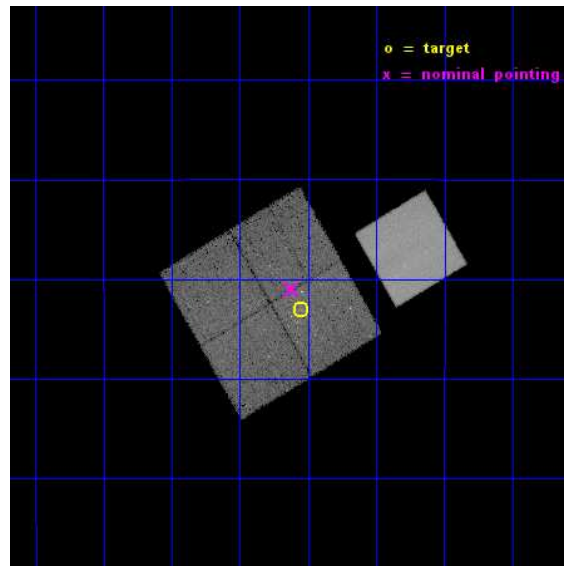 o = target
x = nominal pointing